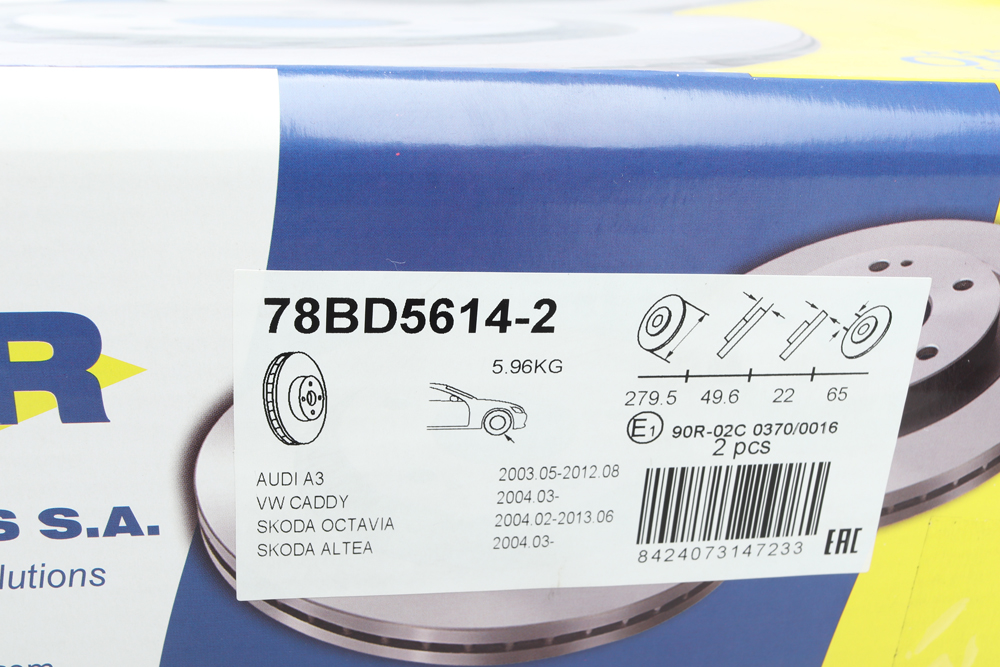 R
S S.A.
lutions
com
78BD5614-2
5.96KG
279.5 49.6 22 65
E1 90R-02C 0370/0016
2 pcs
AUDI A3 2003.05-2012.08
VW CADDY 2004.03-
SKODA OCTAVIA 2004.02-2013.06
SKODA ALTEA 2004.03-
8424073147233
EAC